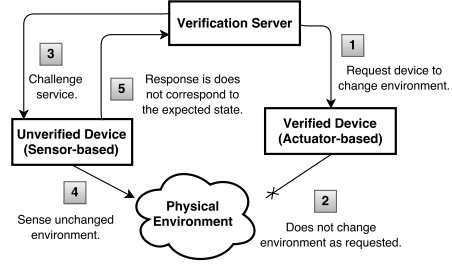 Verification Server
1
Request device to
change environment.
3
Challenge
service.
5
Response is does
not correspond to
the expected state.
Unverified Device
(Sensor-based)
Verified Device
(Actuator-based)
4
Sense unchanged
environment.
Physical
Environment
2
Does not change
environment as requested.